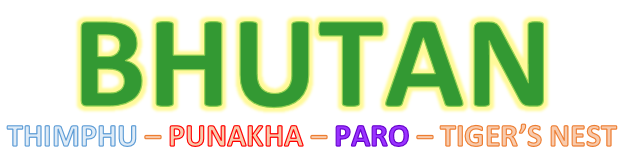 BHUTAN
THIMPHU – PUNAKHA – PARO – TIGER’S NEST